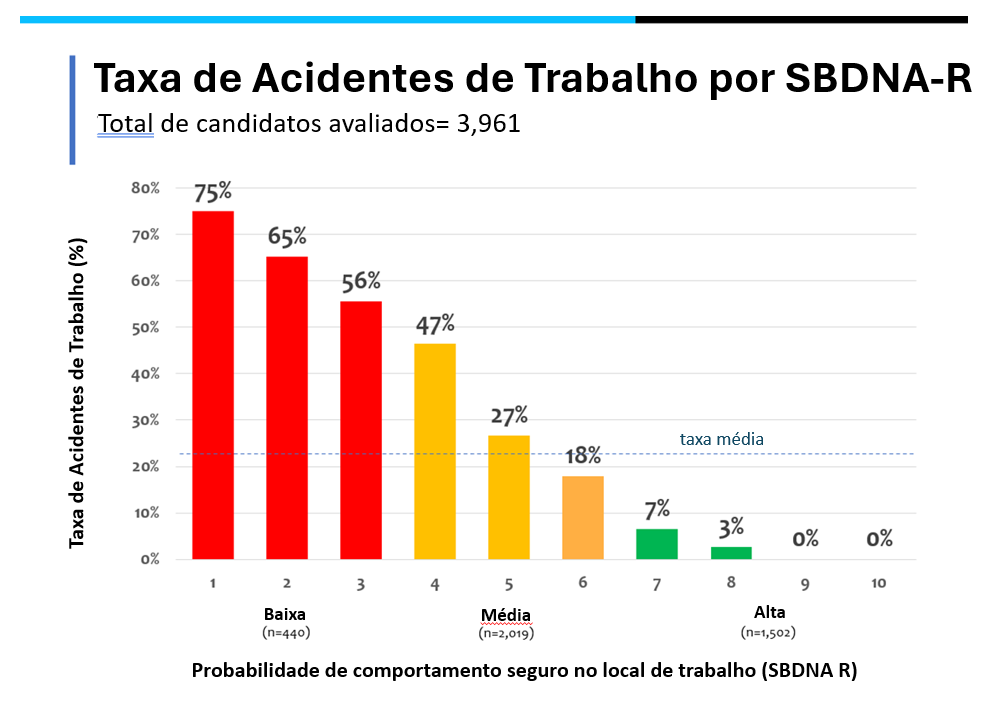 Taxa de Acidentes de Trabalho por SBDNA-R
Total de candidatos avaliados= 3,961
Taxa de Acidentes de Trabalho (%)
80%
70%
60%
50%
40%
30%
20%
10%
0%
75%
65%
56%
47%
27%
18%
7%
3%
0%
0%
taxa média
1 2 3 4 5 6 7 8 9 10
Baixa Média Alta
(n=440) (n=2,019) (n=1,502)
Probabilidade de comportamento seguro no local de trabalho (SBDNA R)